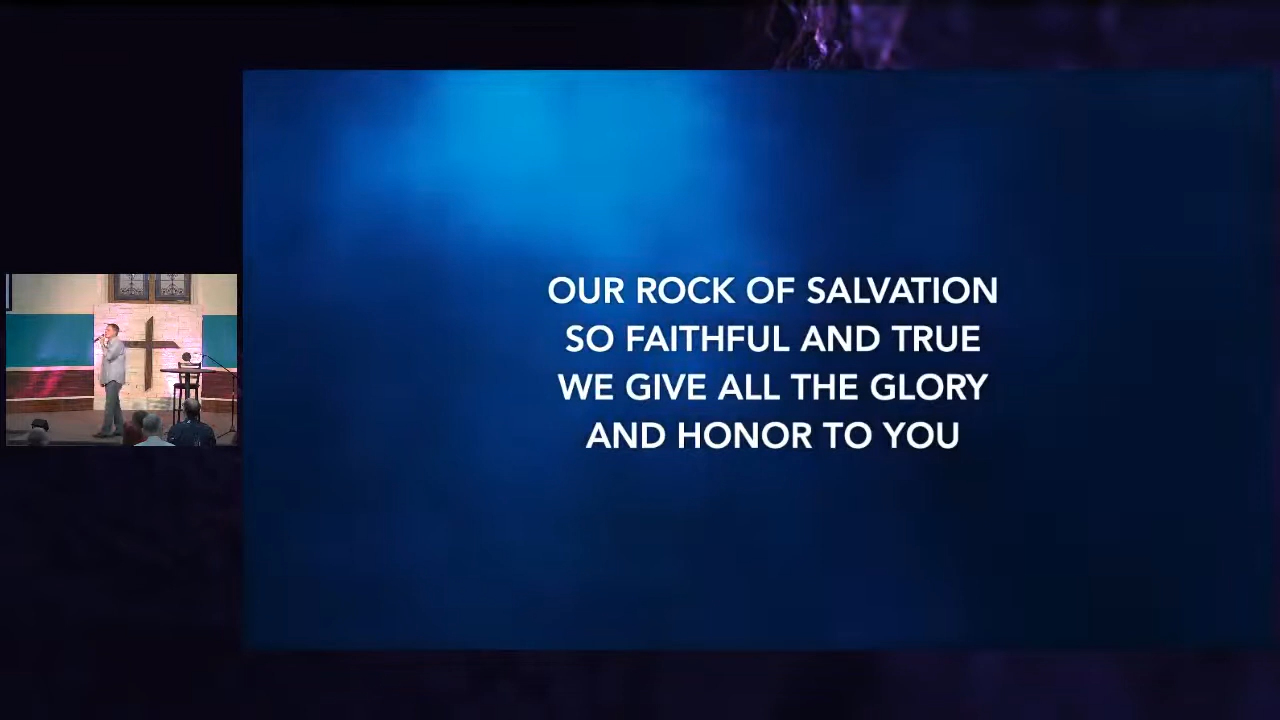 OUR ROCK OF SALVATION
SO FAITHFUL AND TRUE
WE GIVE ALL THE GLORY
AND HONOR TO YOU